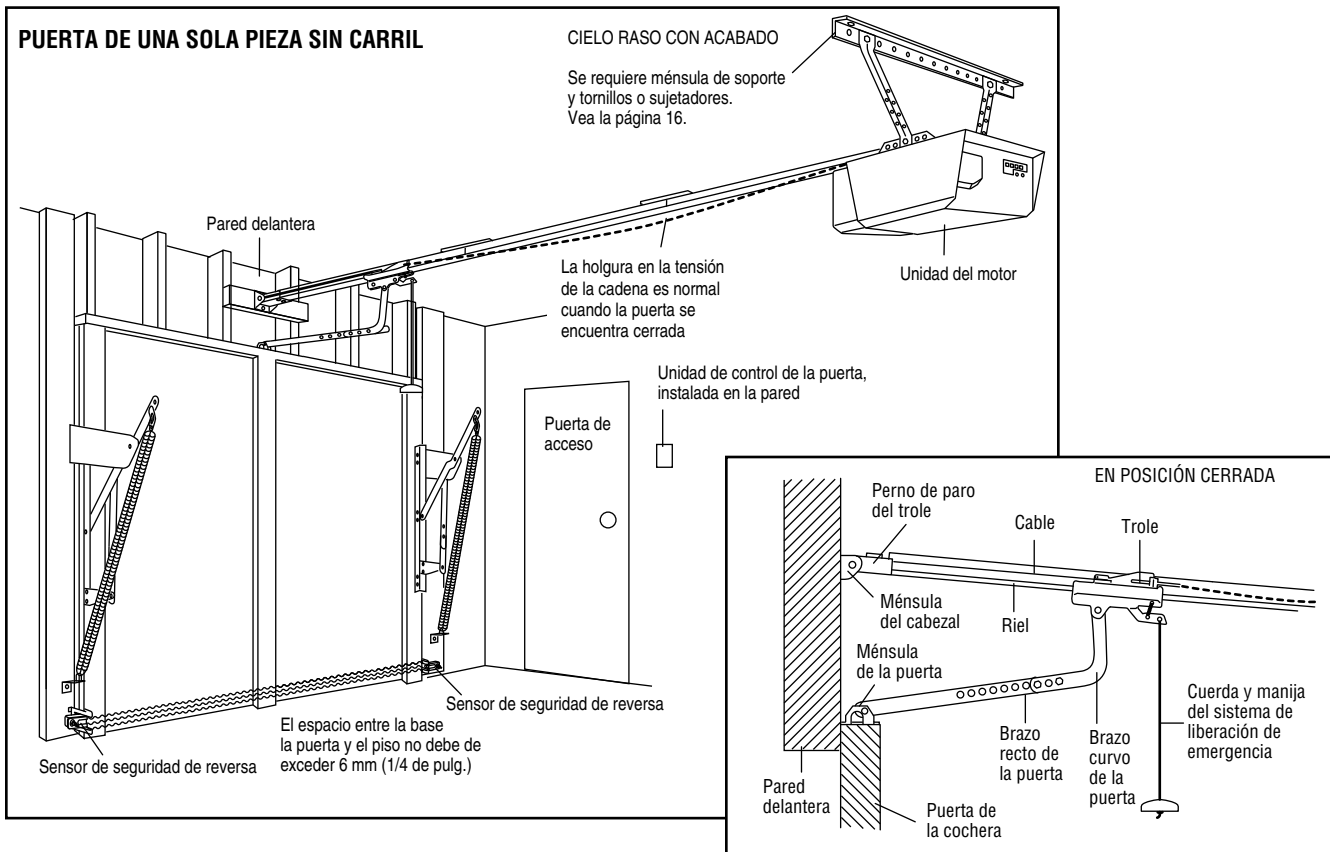 PUERTA DE UNA SOLA PIEZA SIN CARRIL
CIELO RASO CON ACABADO
Se requiere ménsula de soporte
y tornillos o sujetadores.
Vea la página 16.
Pared delantera
La holgura en la tensión
de la cadena es normal
cuando la puerta se
encuentra cerrada
Unidad del motor
Unidad de control de la puerta,
instalada en la pared
Puerta de
acceso
Sensor de seguridad de reversa
El espacio entre la base
la puerta y el piso no debe de
exceder 6 mm (1/4 de pulg.)
Sensor de seguridad de reversa
EN POSICIÓN CERRADA
Perno de paro
del trole
Cable
Trole
Ménsula
del cabezal
Riel
Ménsula
de la puerta
Cuerda y manija
del sistema de
liberación de
emergencia
Brazo
recto de
la puerta
Brazo
curvo
de la
puerta
Pared
delantera
Puerta de
la cochera